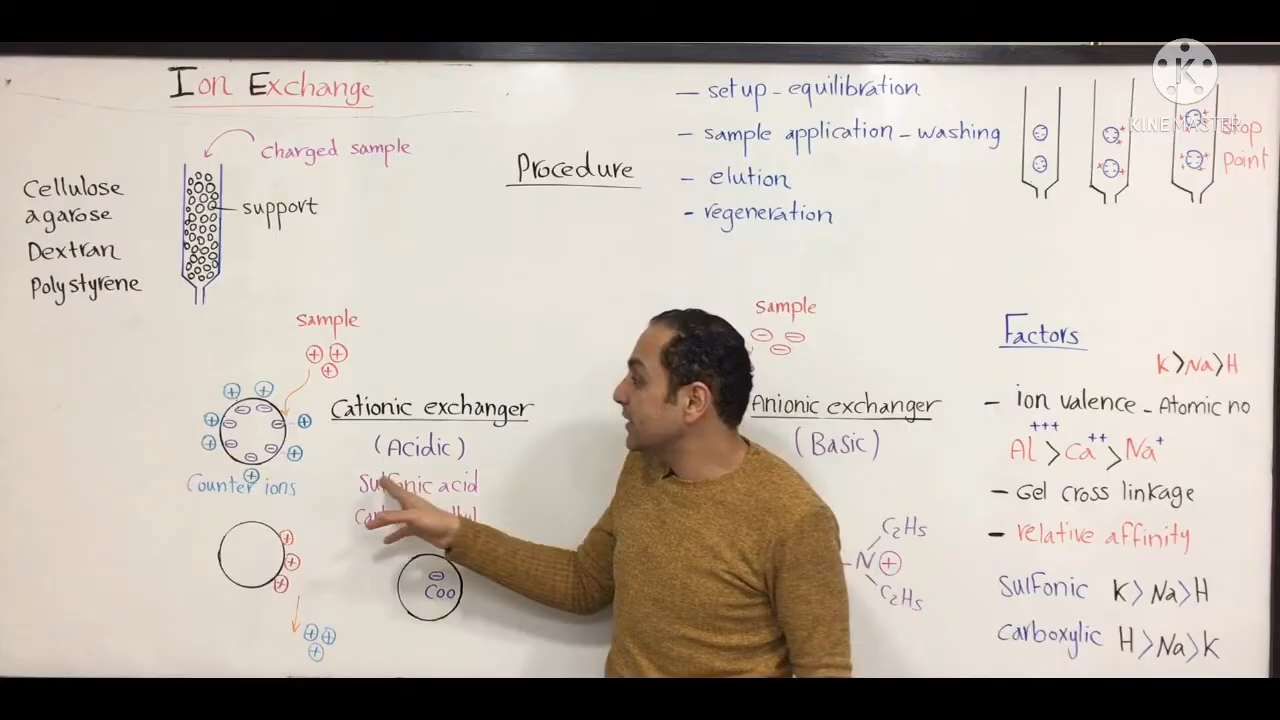 Ion Exchange
charged sample
Cellulose
agarose
Dextran
Polystyrene
support
Procedure
— setup - equilibration
— sample application - washing
- elution
- regeneration
KINEMASTER
point
sample
Cationic exchanger
(Acidic)
Sulfonic acid
Counter ions
Coo
sample
Anionic exchanger
(Basic)
C2H5
N +
C2H5
Factors
K > Na > H
- ion valence - Atomic no
Al+++ > Ca++ > Na+
- Gel cross linkage
- relative affinity
Sulfonic K > Na > H
carboxylic H > Na > K